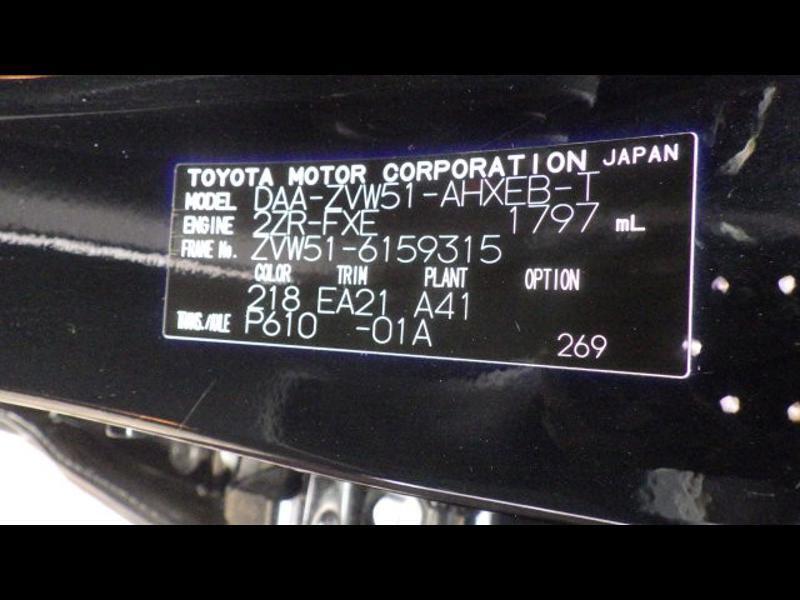 TOYOTA MOTOR CORPORATION JAPAN
MODEL DAA-ZVW51-AHXEB-T
ENGINE 2ZR-FXE 1797 mL
FRAME No. ZVW51-6159315
COLOR TRIM PLANT OPTION
218 EA21 A41
TRANS./AXLE P610 -01A
269